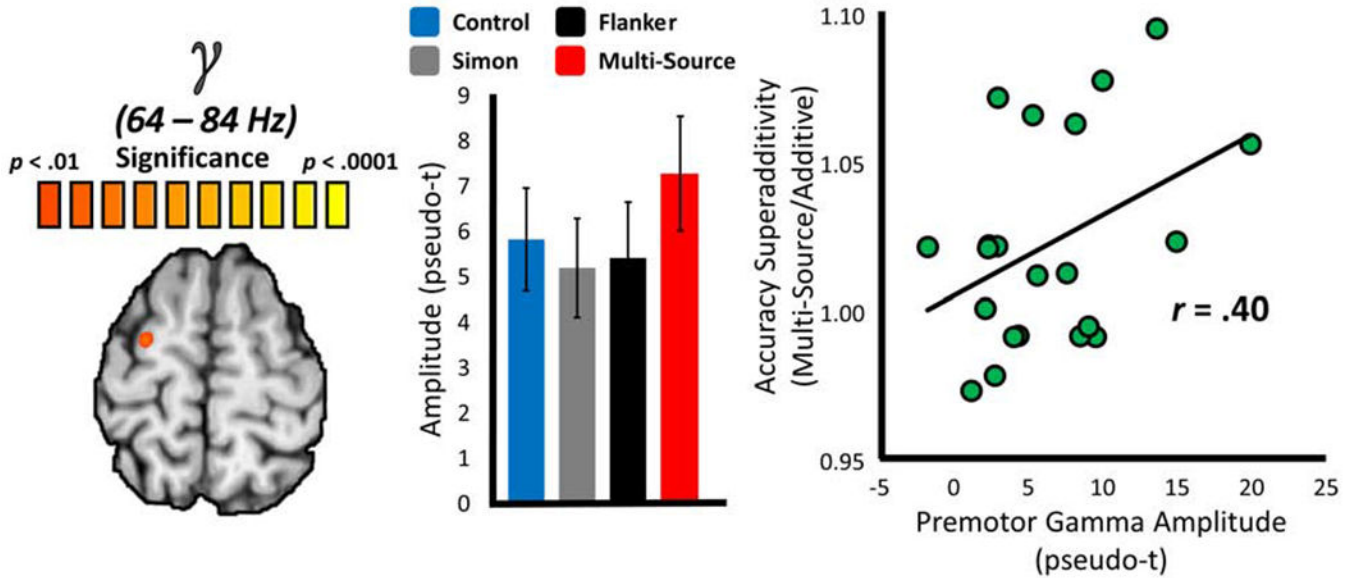 γ
(64 – 84 Hz)
Significance
p < .01
p < .0001
Control
Flanker
Simon
Multi-Source
Amplitude (pseudo-t)
9
8
7
6
5
4
3
2
1
0
Accuracy Superadditivity
(Multi-Source/Additive)
1.10
1.05
1.00
0.95
r = .40
-5 0 5 10 15 20 25
Premotor Gamma Amplitude
(pseudo-t)